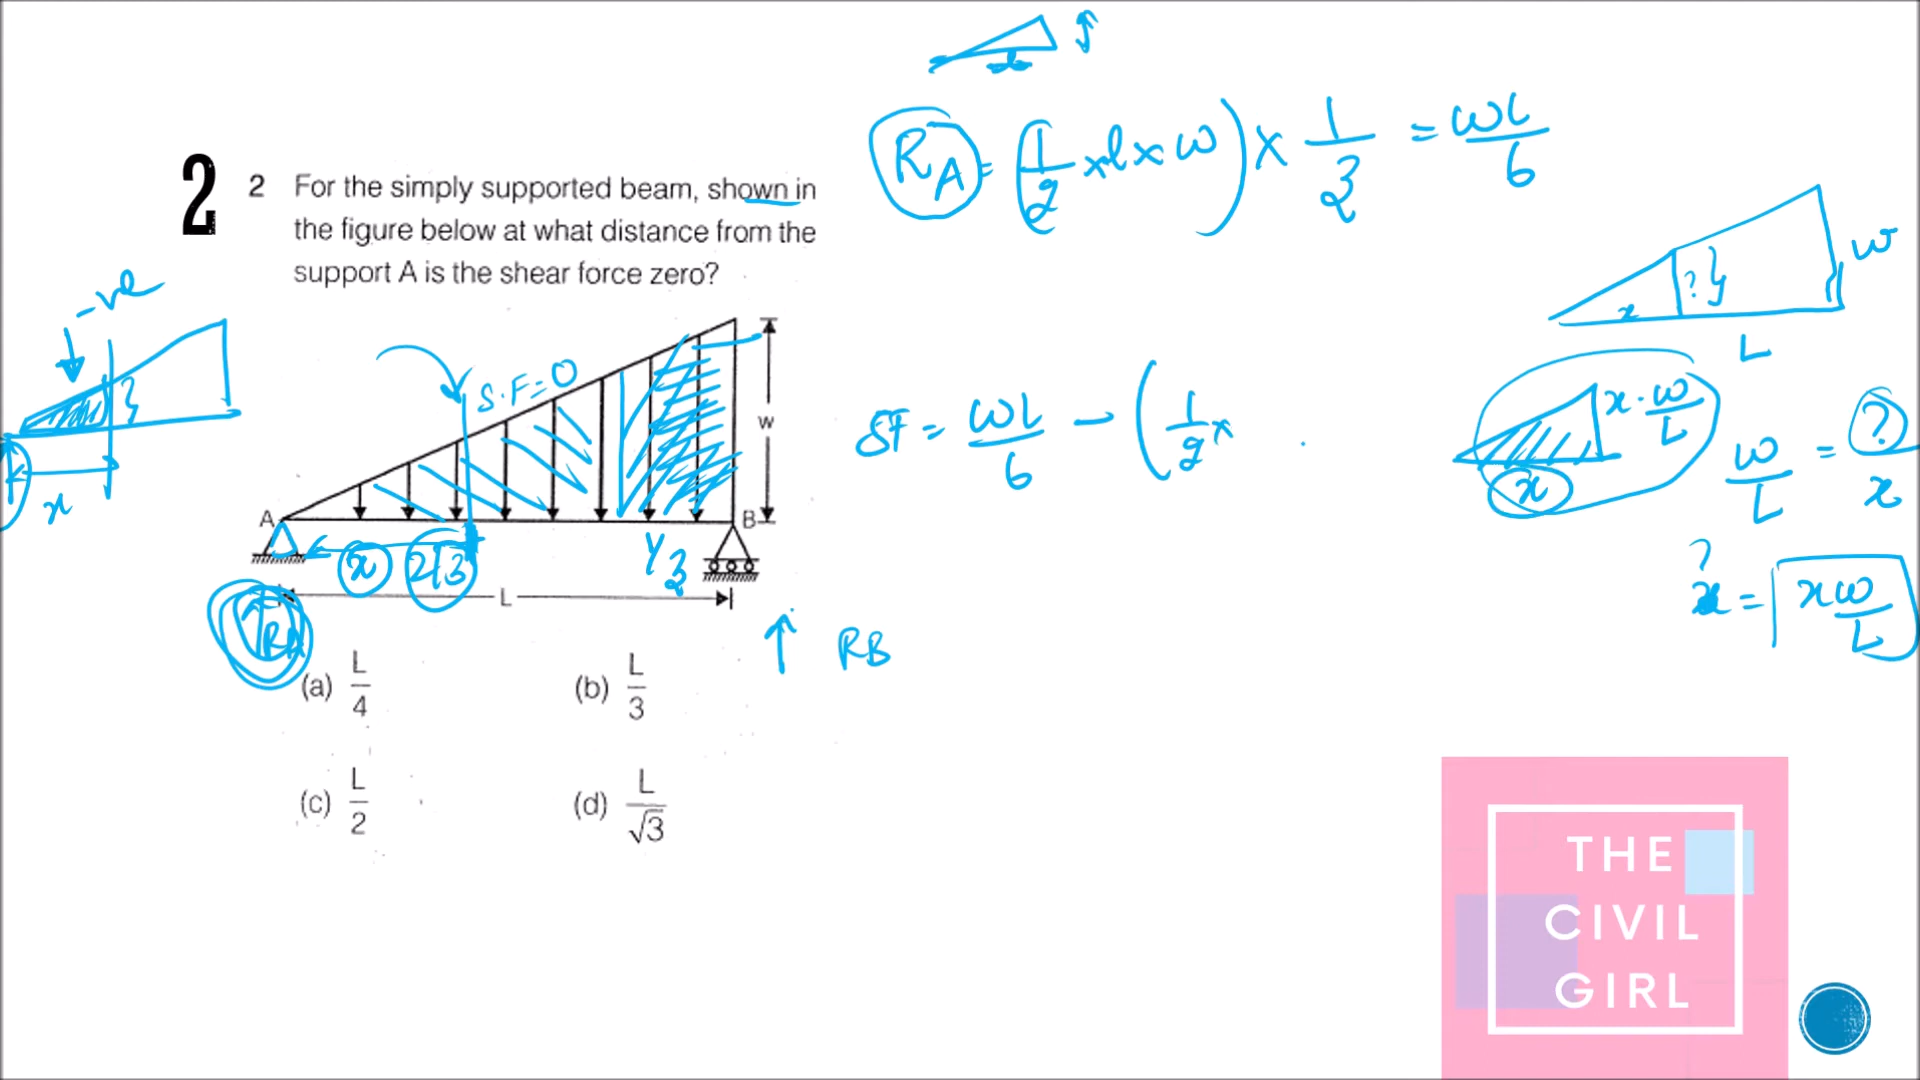 2
2 For the simply supported beam, shown in
the figure below at what distance from the
support A is the shear force zero?
-ve
x
S.F=0
w
A
B
x
2/3
1/3
L
RA
RB
(a) L/4
(b) L/3
(c) L/2
(d) L/√3
RA = (1/2 × l × w) × 1/3 = wL/6
w
x
?
L
SF = wL/6 - (1/2 ×
x · w/L
x
w/L = ?/x
?
= xw/L
THE
CIVIL
GIRL